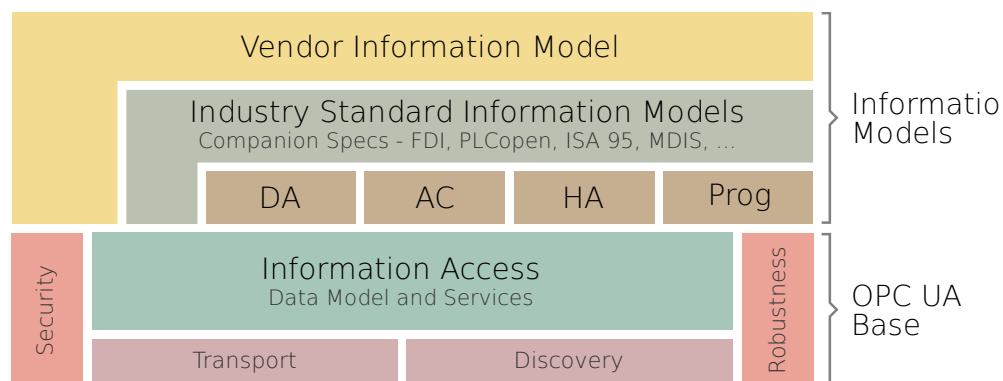 Vendor Information Model
Industry Standard Information Models
Companion Specs - FDI, PLCopen, ISA 95, MDIS, ...
DA
AC
HA
Prog
Informatio
Models
Security
Information Access
Data Model and Services
Robustness
Transport
Discovery
OPC UA
Base